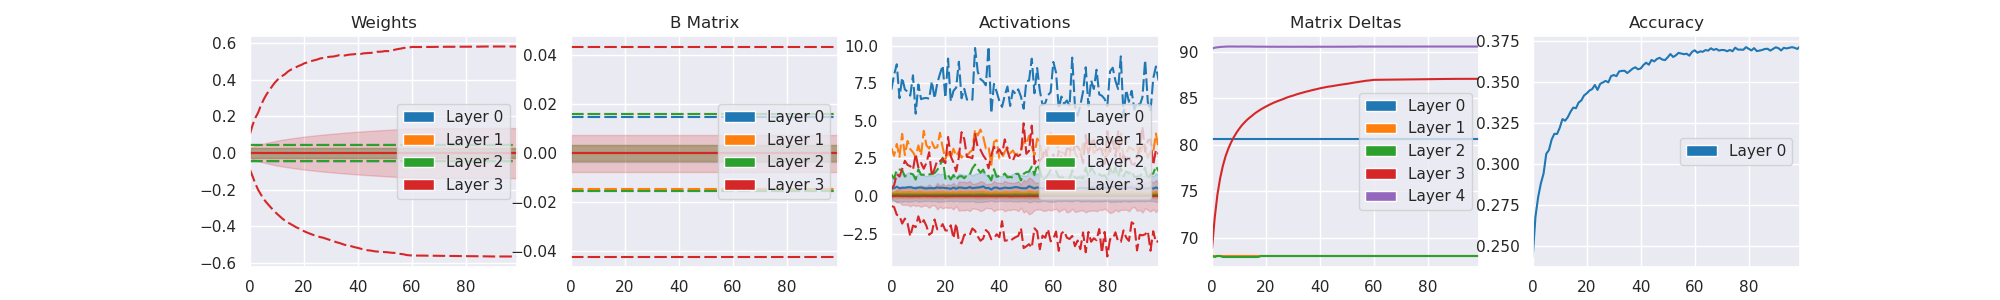 Weights
0.6
0.4
0.2
0.0
−0.2
−0.4
−0.6
0 20 40 60 80
Layer 0
Layer 1
Layer 2
Layer 3
B Matrix
0.04
0.02
0.00
−0.02
−0.04
0 20 40 60 80
Layer 0
Layer 1
Layer 2
Layer 3
Activations
10.0
7.5
5.0
2.5
0.0
−2.5
0 20 40 60 80
Layer 0
Layer 1
Layer 2
Layer 3
Matrix Deltas
90
85
80
75
70
0 20 40 60 80
Layer 0
Layer 1
Layer 2
Layer 3
Layer 4
Accuracy
0.375
0.350
0.325
0.300
0.275
0.250
0 20 40 60 80
Layer 0